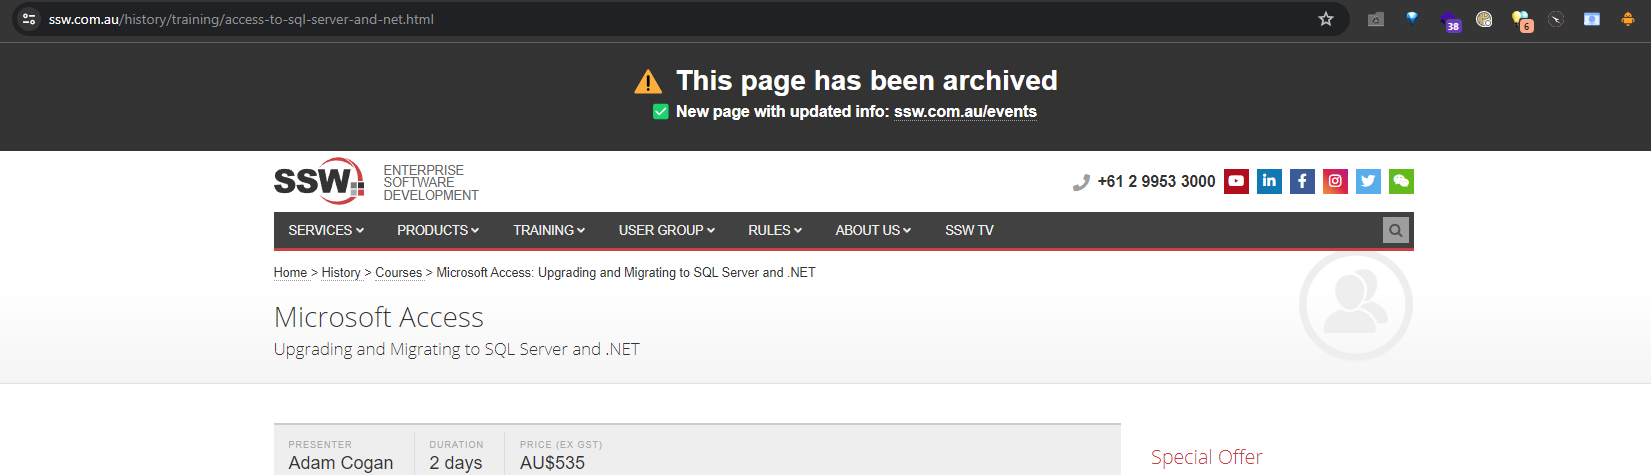 ssw.com.au/history/training/access-to-sql-server-and-net.html
38
6
This page has been archived
New page with updated info: ssw.com.au/events
SSW
ENTERPRISE
SOFTWARE
DEVELOPMENT
+61 2 9953 3000
SERVICES PRODUCTS TRAINING USER GROUP RULES ABOUT US SSW TV
Home > History > Courses > Microsoft Access: Upgrading and Migrating to SQL Server and .NET
Microsoft Access
Upgrading and Migrating to SQL Server and .NET
PRESENTER DURATION PRICE (EX GST)
Adam Cogan 2 days AU$535
Special Offer